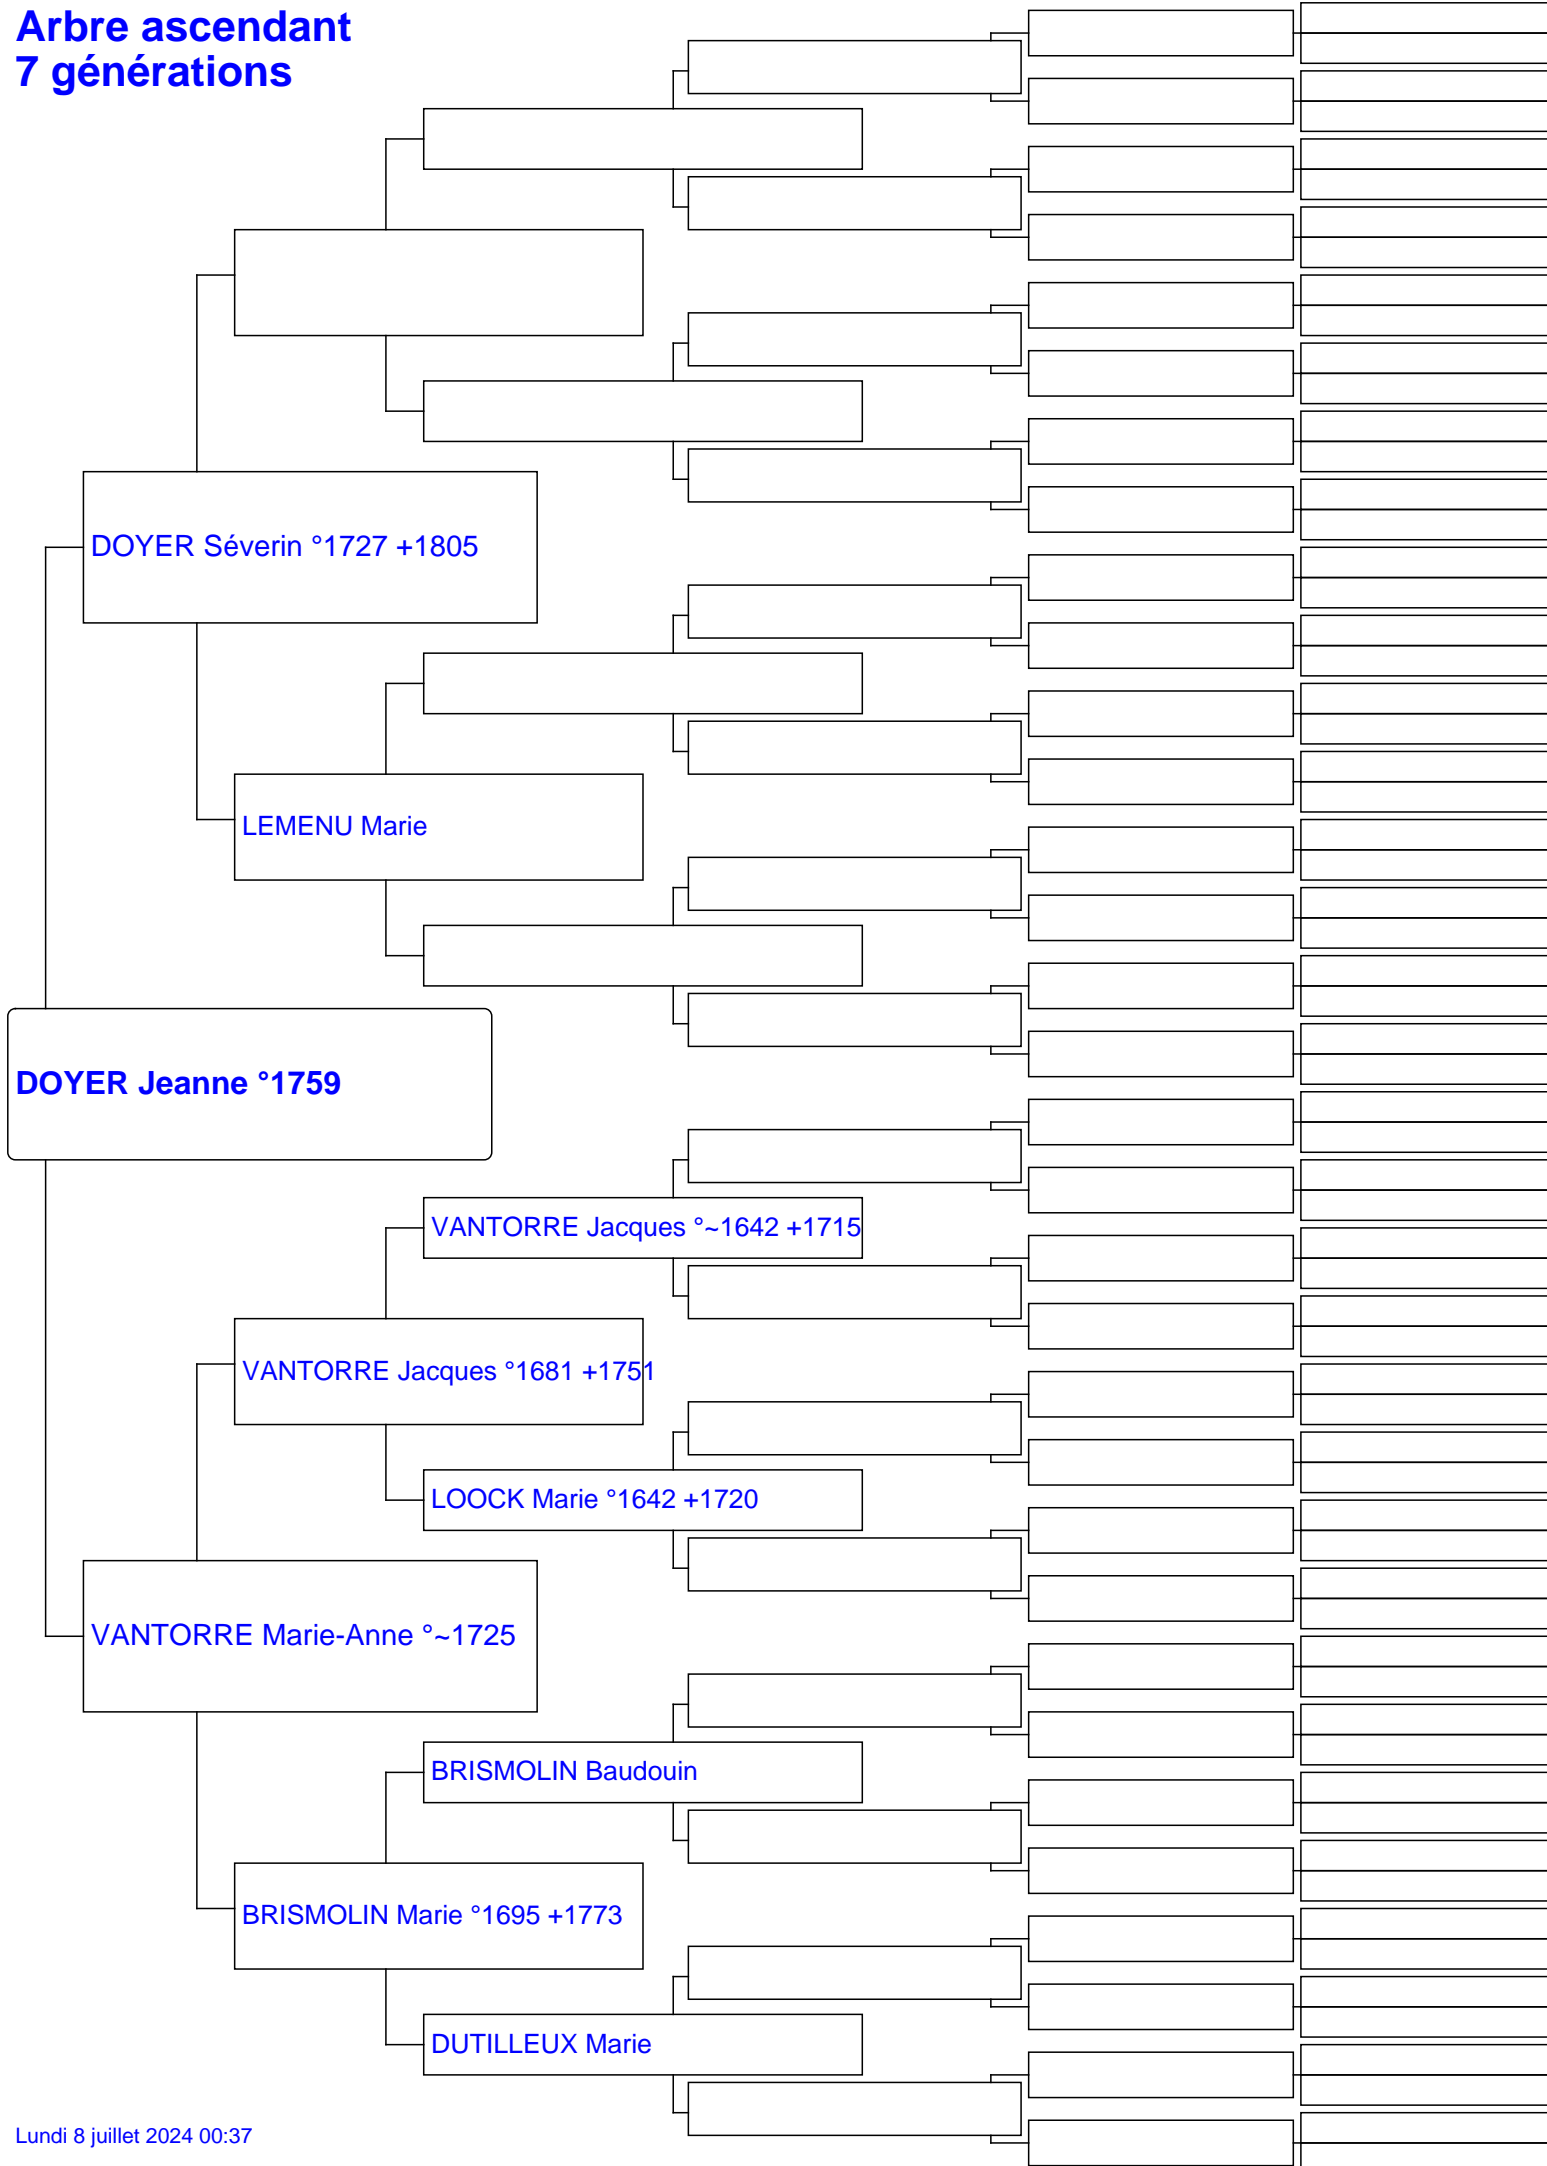 Arbre ascendant
7 générations
DOYER Séverin °1727 +1805
LEMENU Marie
DOYER Jeanne °1759
VANTORRE Jacques °~1642 +1715
VANTORRE Jacques °1681 +1751
LOOCK Marie °1642 +1720
VANTORRE Marie-Anne °~1725
BRISMOLIN Baudouin
BRISMOLIN Marie °1695 +1773
DUTILLEUX Marie
Lundi 8 juillet 2024 00:37